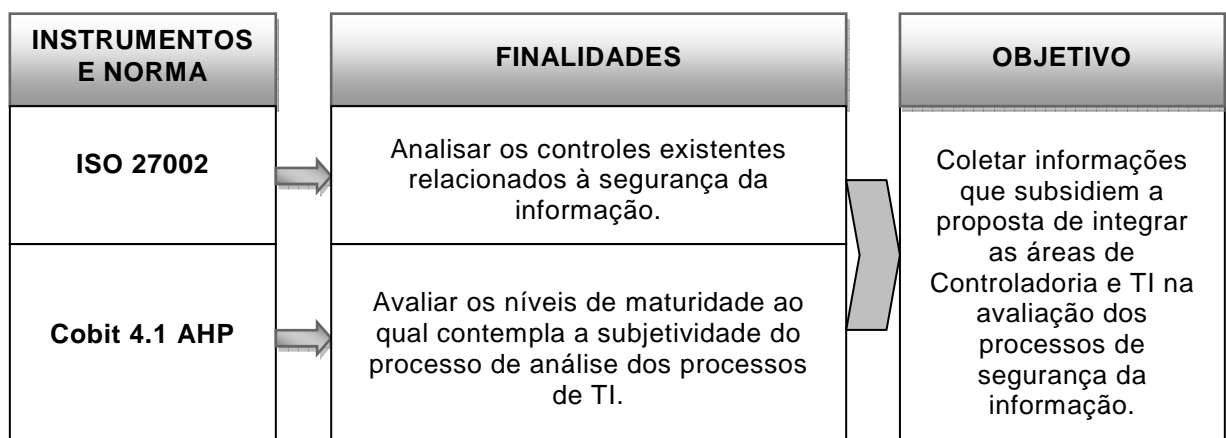 INSTRUMENTOS
E NORMA
FINALIDADES
OBJETIVO
ISO 27002
Analisar os controles existentes
relacionados à segurança da
informação.
Cobit 4.1 AHP
Avaliar os níveis de maturidade ao
qual contempla a subjetividade do
processo de análise dos processos
de TI.
Coletar informações
que subsidiem a
proposta de integrar
as áreas de
Controladoria e TI na
avaliação dos
processos de
segurança da
informação.